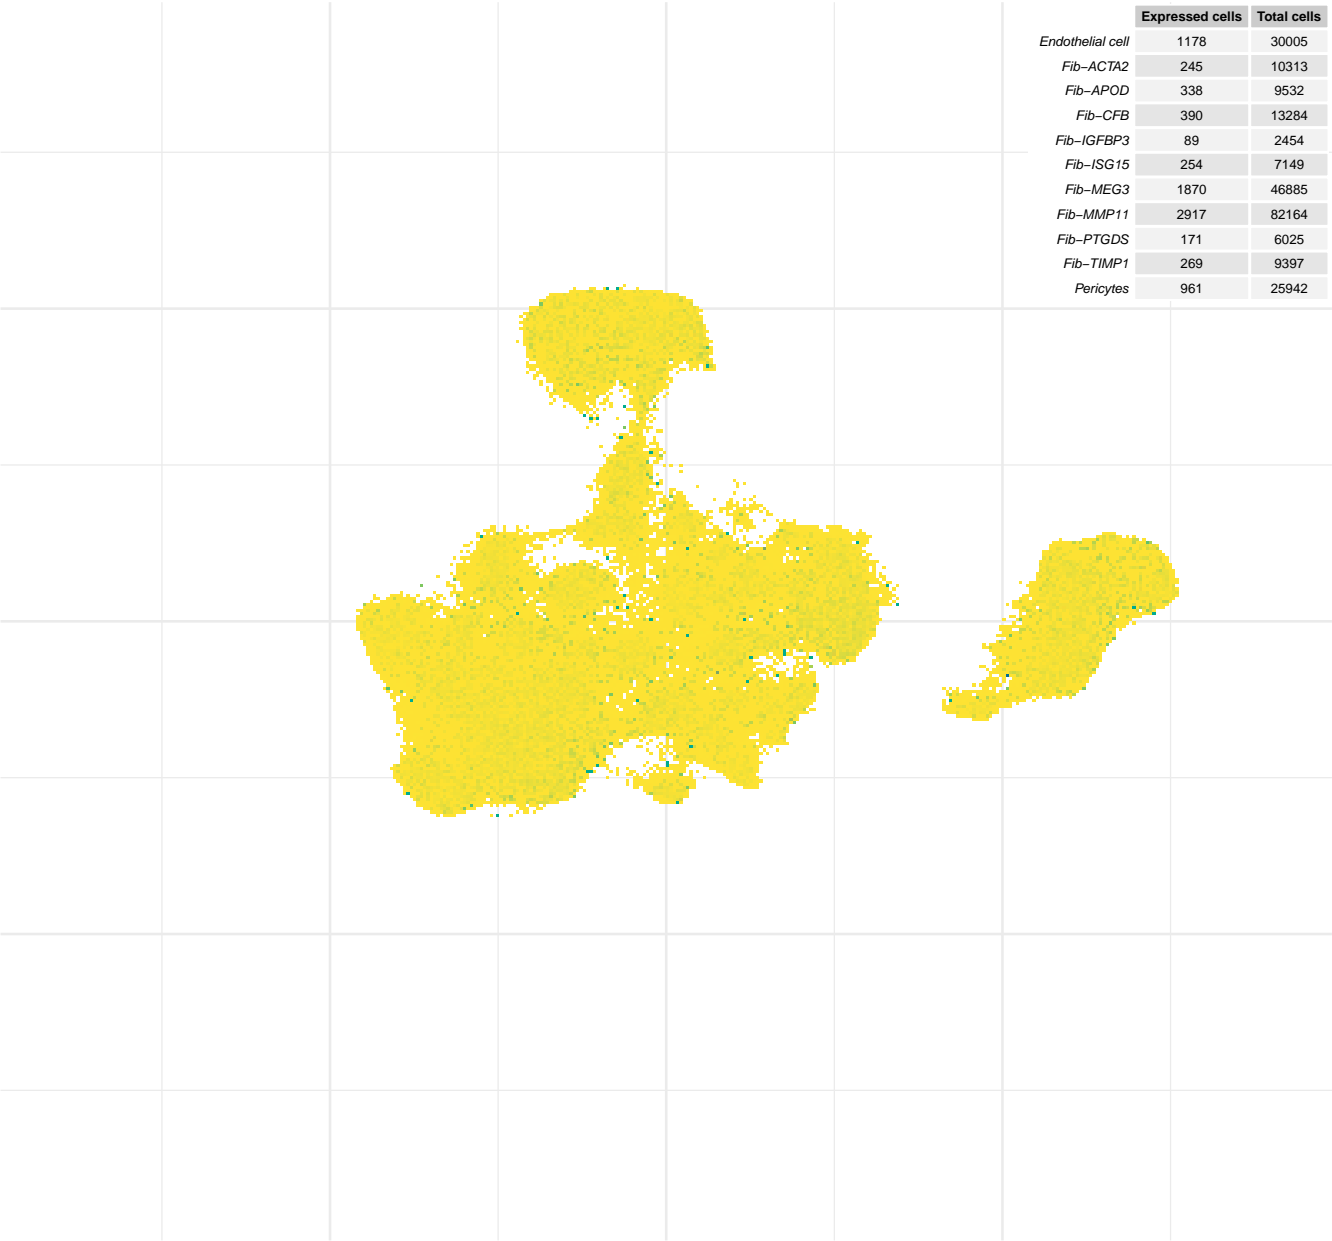 Expressed cells Total cells
Endothelial cell 1178 30005
Fib−ACTA2 245 10313
Fib−APOD 338 9532
Fib−CFB 390 13284
Fib−IGFBP3 89 2454
Fib−ISG15 254 7149
Fib−MEG3 1870 46885
Fib−MMP11 2917 82164
Fib−PTGDS 171 6025
Fib−TIMP1 269 9397
Pericytes 961 25942